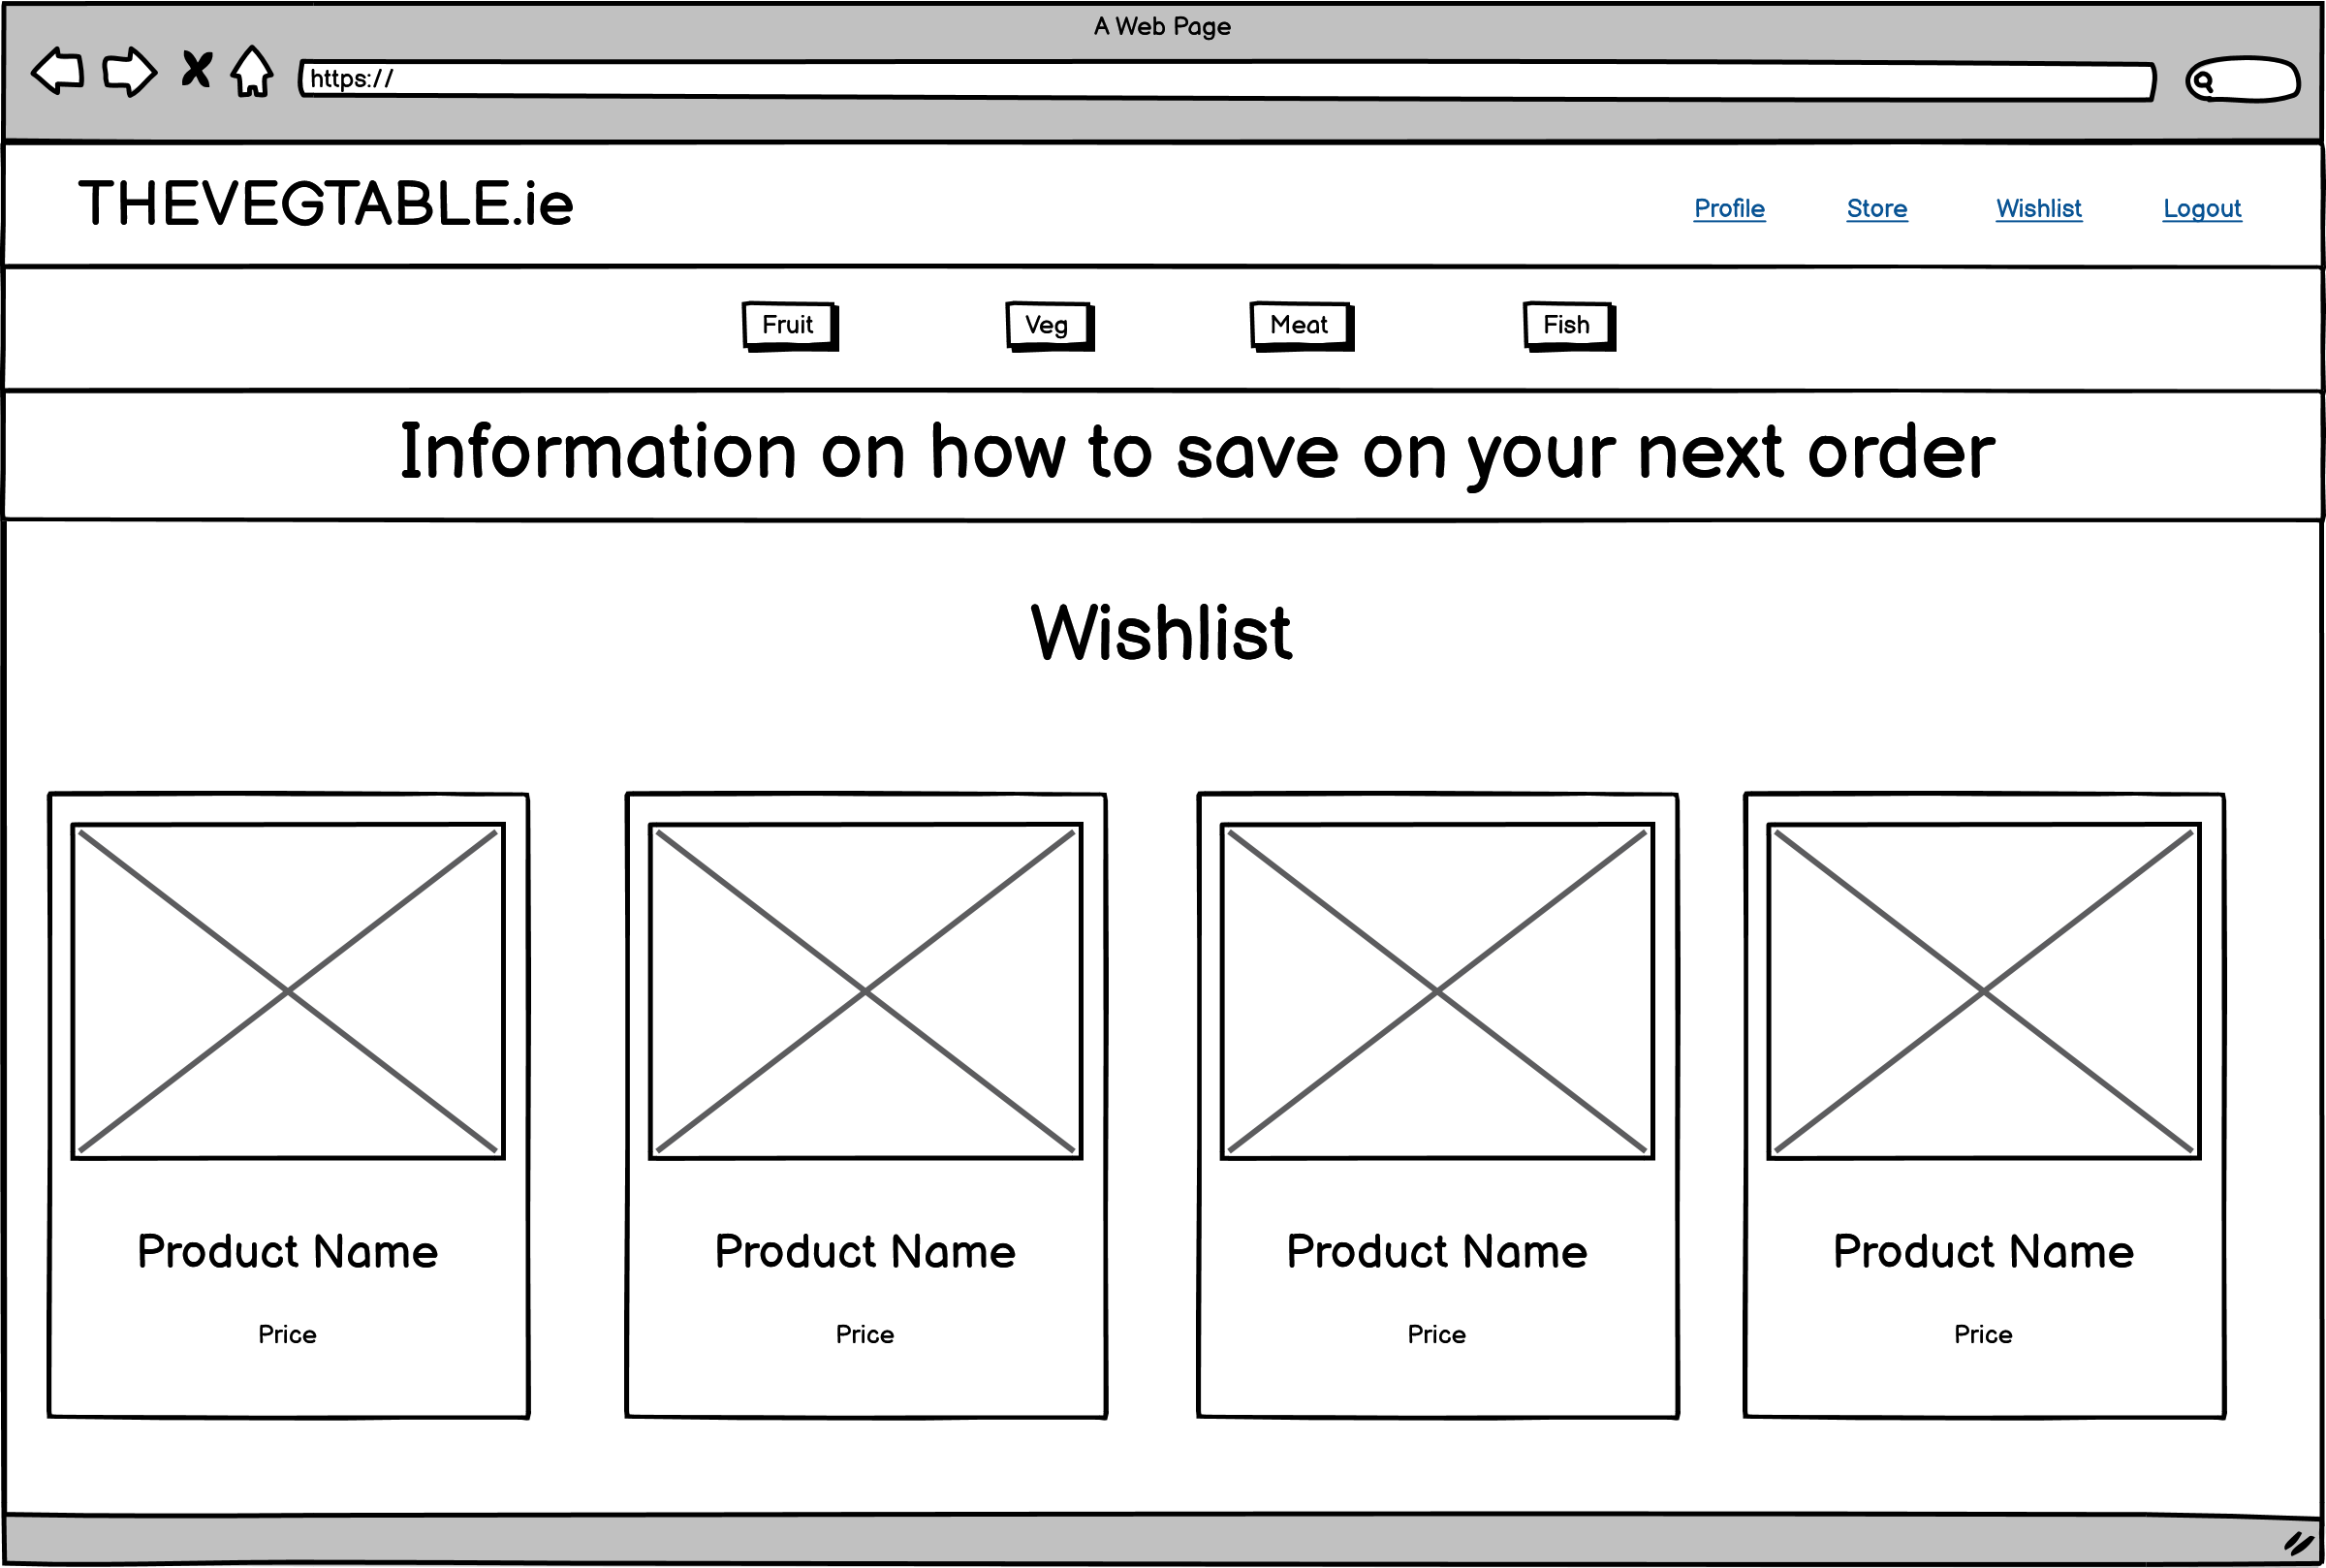 A Web Page
https://
THEVEGTABLE.ie
Profile Store Wishlist Logout
Fruit Veg Meat Fish
Information on how to save on your next order
Wishlist
Product Name Product Name Product Name Product Name
Price Price Price Price